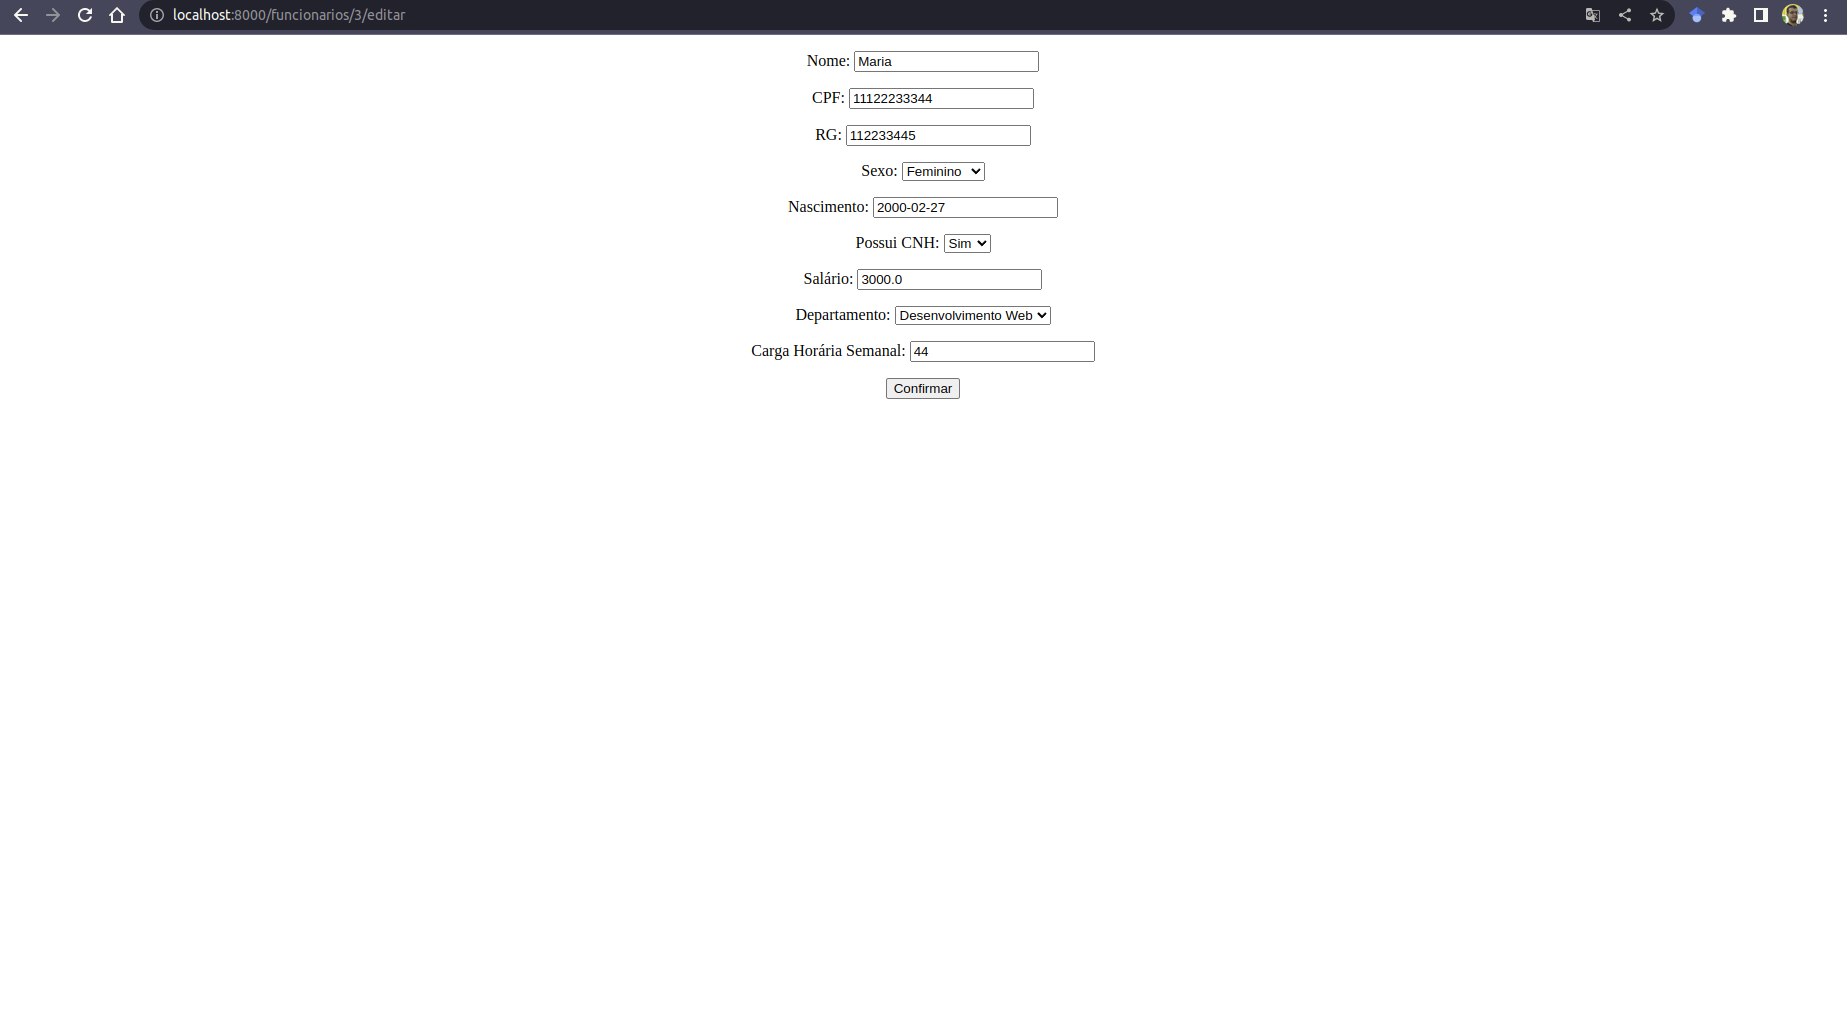 localhost:8000/funcionarios/3/editar
Nome: Maria
CPF: 11122233344
RG: 112233445
Sexo: Feminino
Nascimento: 2000-02-27
Possui CNH: Sim
Salário: 3000.0
Departamento: Desenvolvimento Web
Carga Horária Semanal: 44
Confirmar